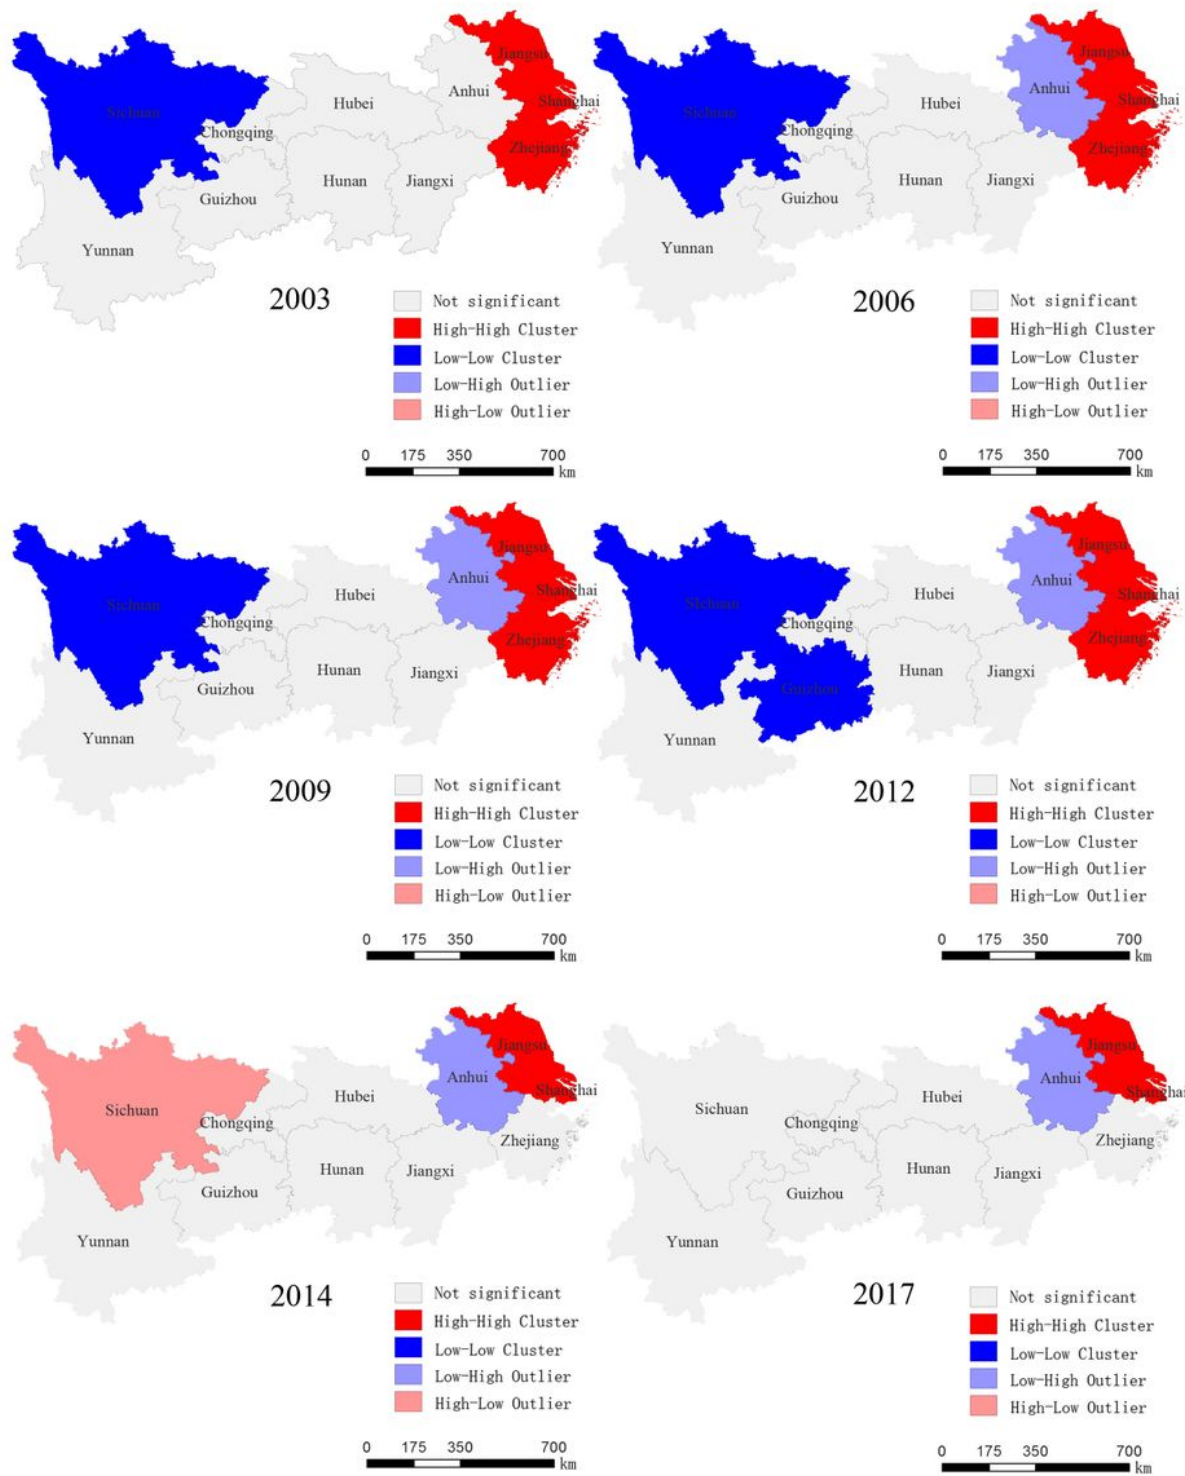 Jiangsu
Sichuan
Hubei
Anhui
Shanghai
Chongqing
Zhejiang
Guizhou
Hunan
Jiangxi
Yunnan
2003
Not significant
High-High Cluster
Low-Low Cluster
Low-High Outlier
High-Low Outlier
0 175 350 700
km
Jiangsu
Sichuan
Hubei
Anhui
Shanghai
Chongqing
Zhejiang
Guizhou
Hunan
Jiangxi
Yunnan
2006
Not significant
High-High Cluster
Low-Low Cluster
Low-High Outlier
High-Low Outlier
0 175 350 700
km
Jiangsu
Sichuan
Hubei
Anhui
Shanghai
Chongqing
Zhejiang
Guizhou
Hunan
Jiangxi
Yunnan
2009
Not significant
High-High Cluster
Low-Low Cluster
Low-High Outlier
High-Low Outlier
0 175 350 700
km
Jiangsu
Sichuan
Hubei
Anhui
Shanghai
Chongqing
Zhejiang
Guizhou
Hunan
Jiangxi
Yunnan
2012
Not significant
High-High Cluster
Low-Low Cluster
Low-High Outlier
High-Low Outlier
0 175 350 700
km
Jiangsu
Sichuan
Hubei
Anhui
Shanghai
Chongqing
Zhejiang
Guizhou
Hunan
Jiangxi
Yunnan
2014
Not significant
High-High Cluster
Low-Low Cluster
Low-High Outlier
High-Low Outlier
0 175 350 700
km
Jiangsu
Sichuan
Hubei
Anhui
Shanghai
Chongqing
Zhejiang
Guizhou
Hunan
Jiangxi
Yunnan
2017
Not significant
High-High Cluster
Low-Low Cluster
Low-High Outlier
High-Low Outlier
0 175 350 700
km